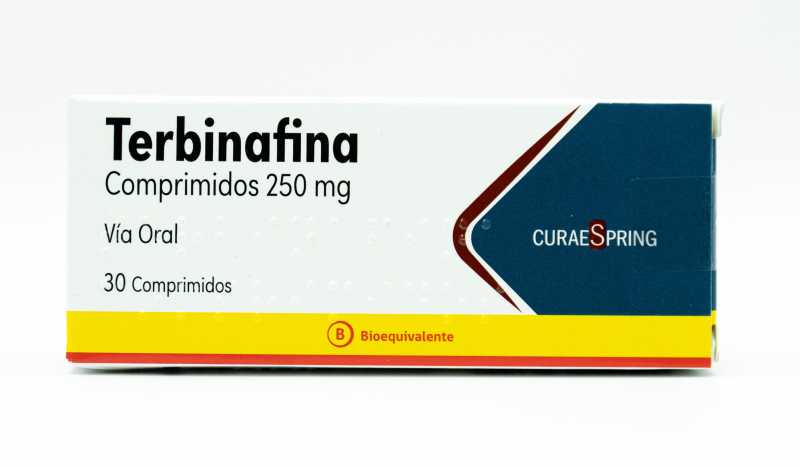 Terbinafina
Comprimidos 250 mg
Vía Oral
30 Comprimidos
CURAESPRING
B Bioequivalente